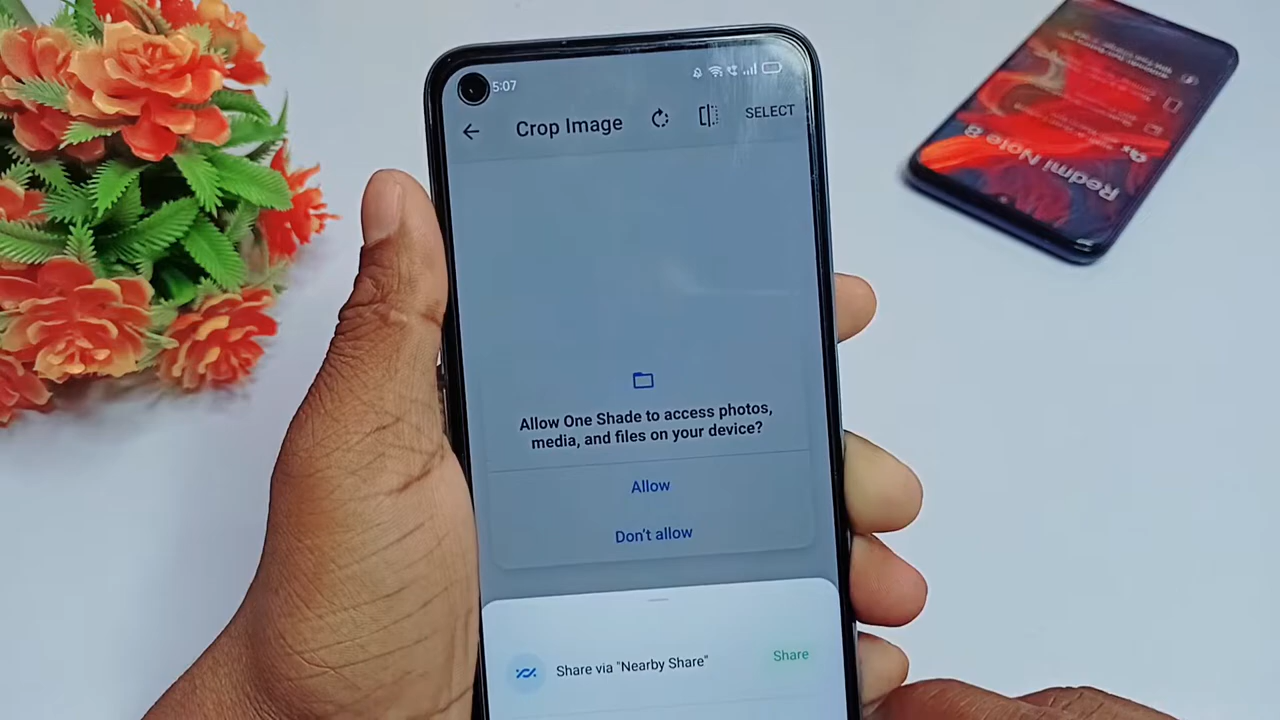 5:07
Crop Image
SELECT
Allow One Shade to access photos,
media, and files on your device?
Allow
Don't allow
Share via "Nearby Share"
Share
Redmi Note 8